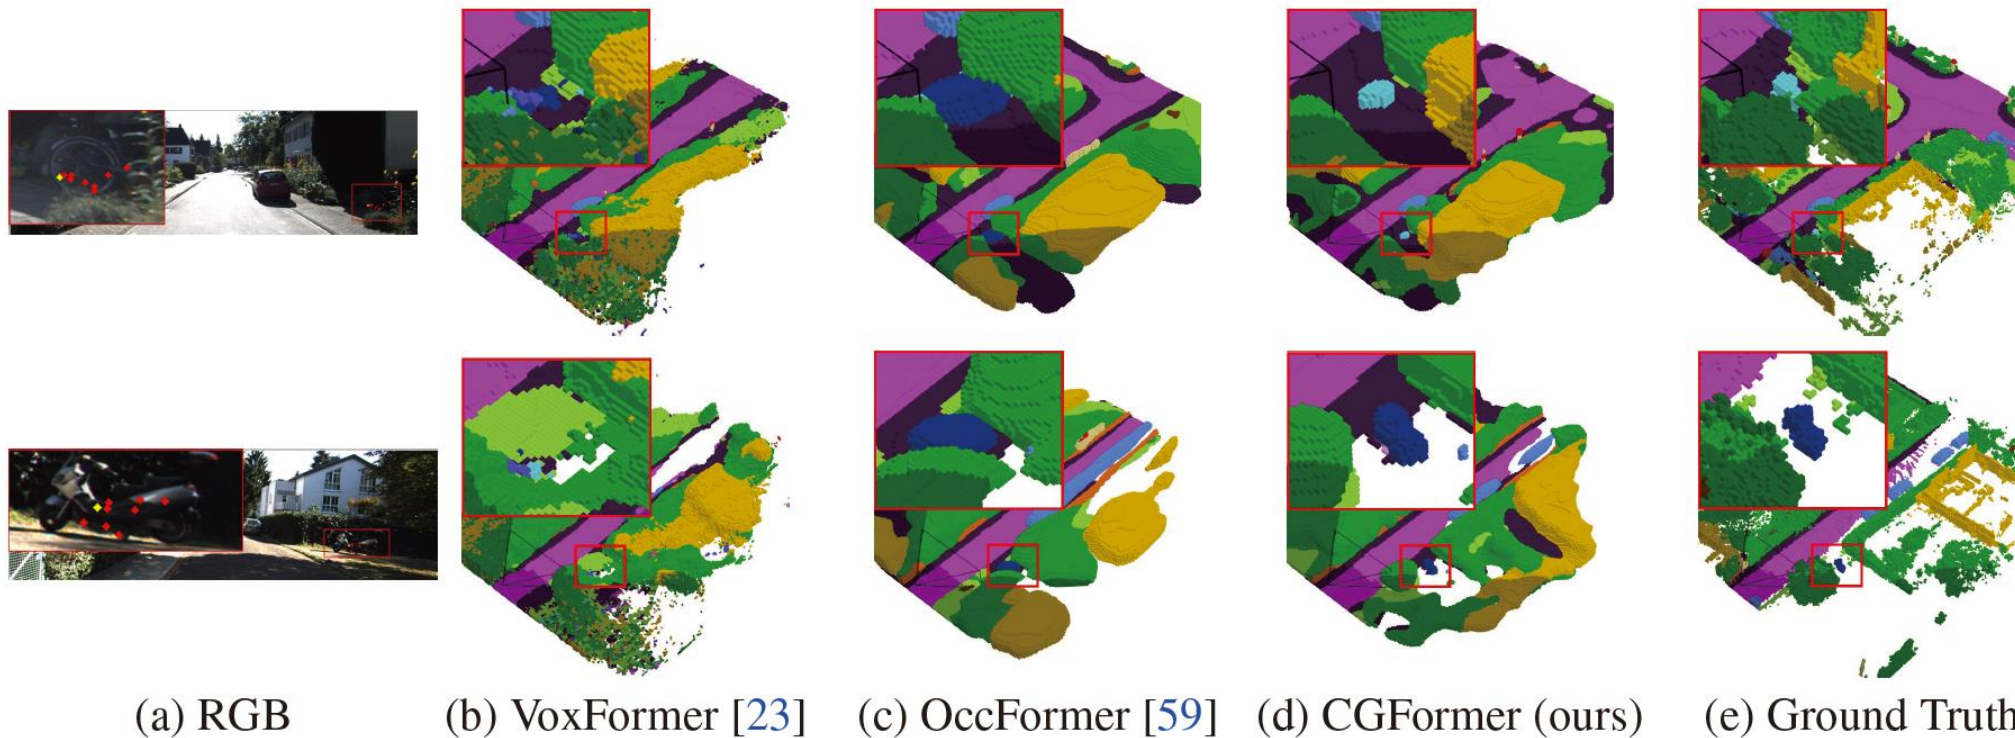 (a) RGB
(b) VoxFormer [23]
(c) OccFormer [59]
(d) CGFormer (ours)
(e) Ground Truth